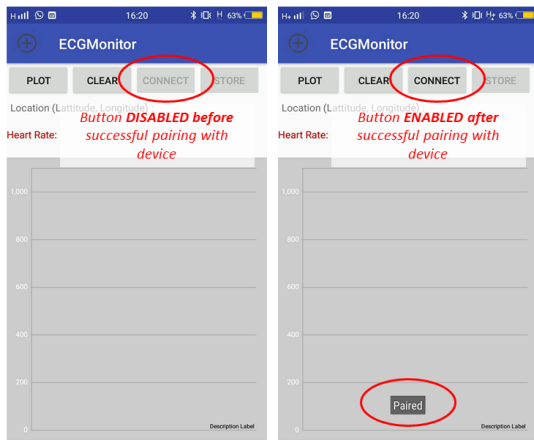 H 16:20 H 63%
ECGMonitor
PLOT CLEAR CONNECT STORE
Location (Lattitude, Longitude) :
Heart Rate:
Button DISABLED before
successful pairing with
device
1,000
800
600
400
200
0
Description Label
H+ 16:20 H+ 63%
ECGMonitor
PLOT CLEAR CONNECT STORE
Location (Lattitude, Longitude) :
Heart Rate:
Button ENABLED after
successful pairing with
device
1,000
800
600
400
200
Paired
0
Description Label